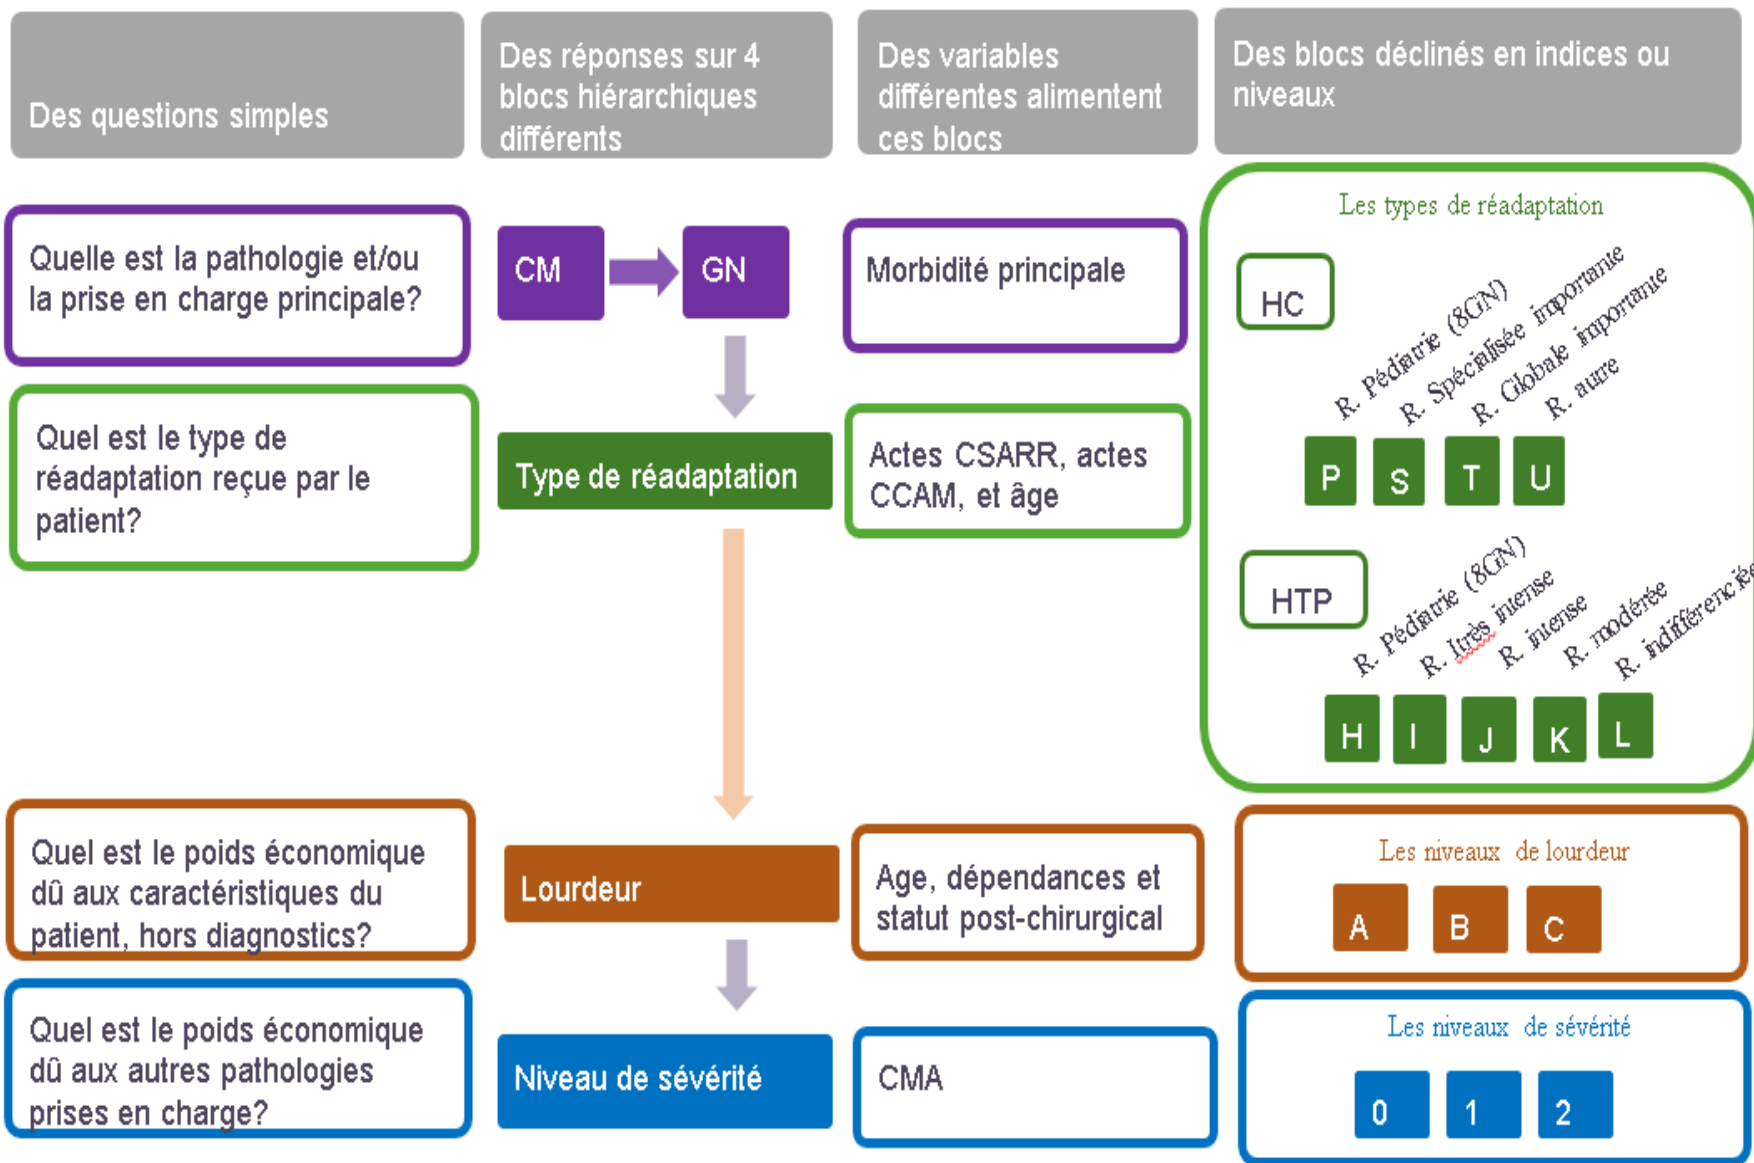 Des questions simples
Des réponses sur 4
blocs hiérarchiques
différents
Des variables
différentes alimentent
ces blocs
Des blocs déclinés en indices ou
niveaux
Quelle est la pathologie et/ou
la prise en charge principale?
CM
GN
Morbidité principale
Quel est le type de
réadaptation reçue par le
patient?
Type de réadaptation
Actes CSARR, actes
CCAM, et âge
Les types de réadaptation
HC
R. Pédiatrie (8GN)
R. Spécialisée importante
R. Globale importante
R. aurre
P
S
T
U
HTP
R. Pédiatrie (8GN)
R. Itrès intense
R. intense
R. modérée
R. indifférenciée
H
I
J
K
L
Quel est le poids économique
dû aux caractéristiques du
patient, hors diagnostics?
Lourdeur
Age, dépendances et
statut post-chirurgical
Les niveaux de lourdeur
A
B
C
Quel est le poids économique
dû aux autres pathologies
prises en charge?
Niveau de sévérité
CMA
Les niveaux de sévérité
0
1
2